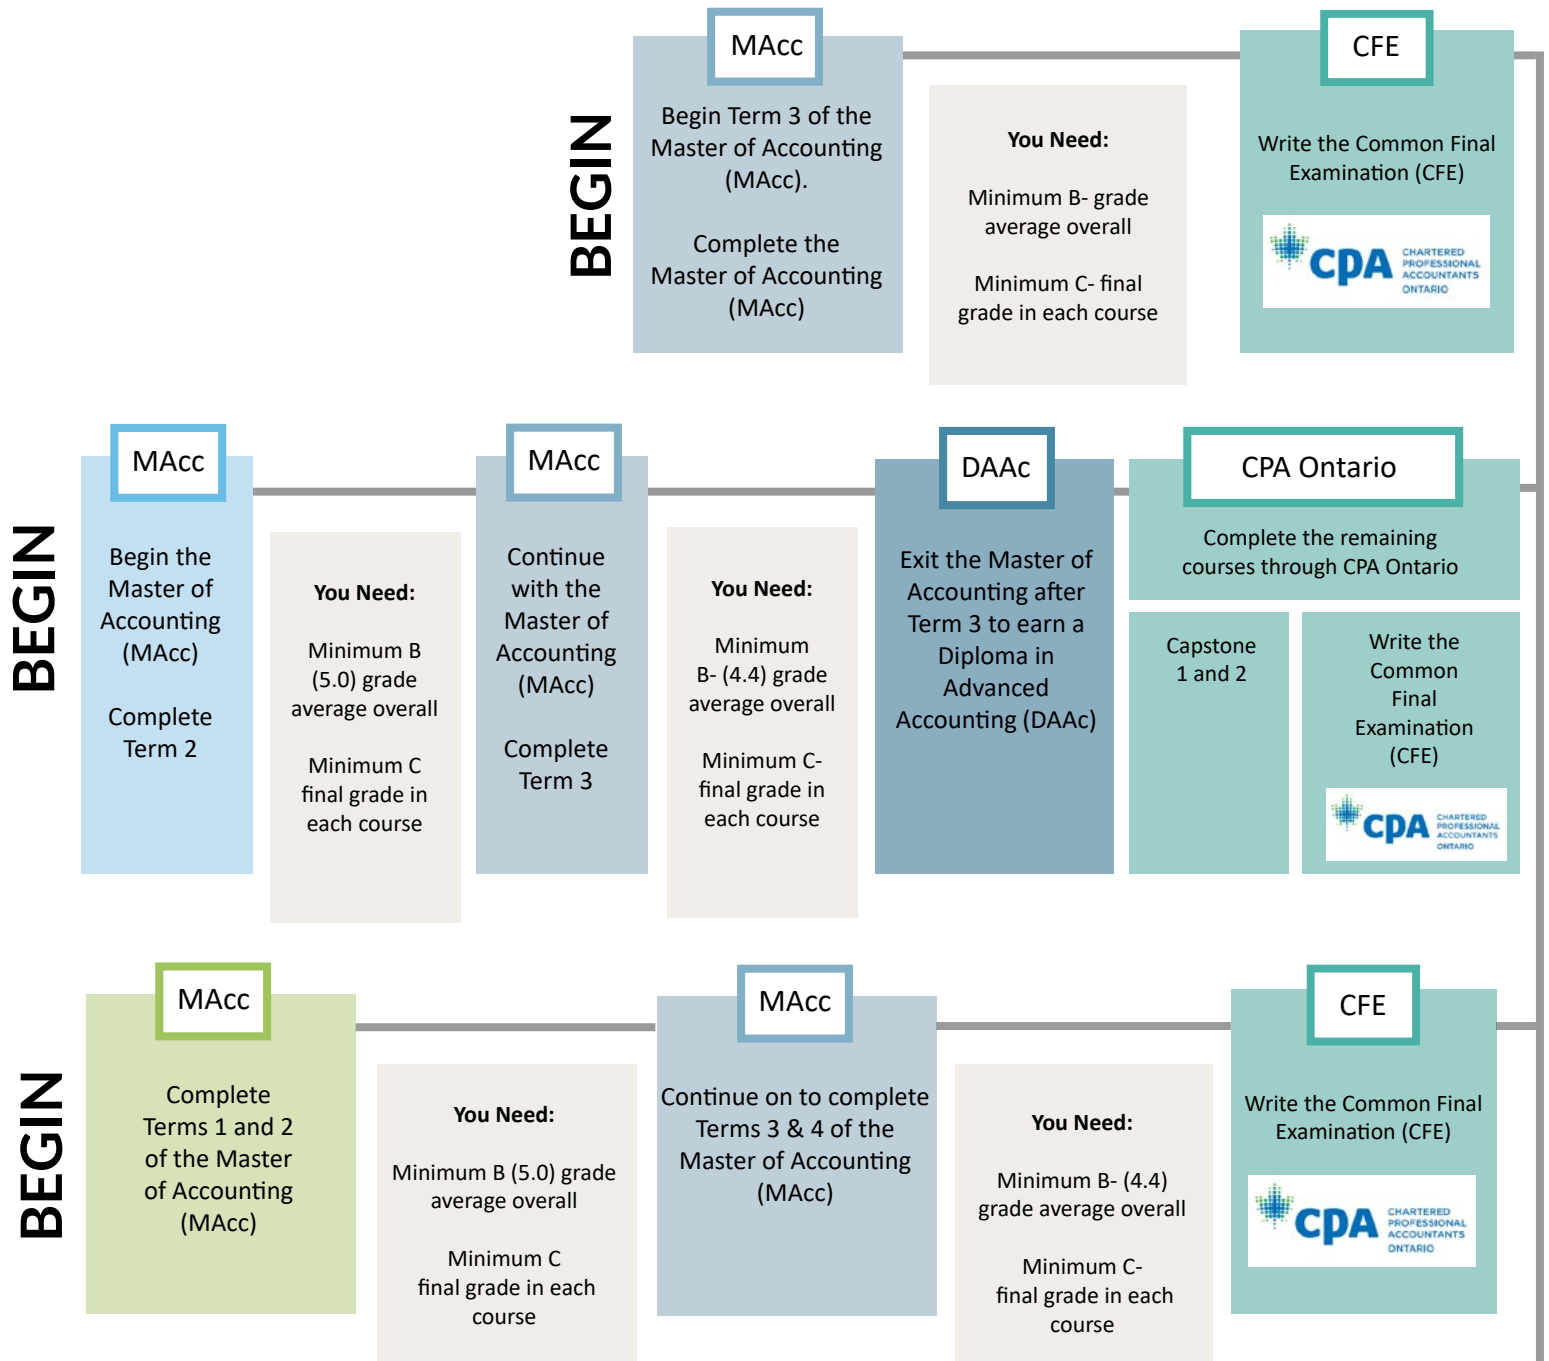 BEGIN
MAcc
Begin Term 3 of the
Master of Accounting
(MAcc).
Complete the
Master of Accounting
(MAcc)
You Need:
Minimum B- grade
average overall
Minimum C- final
grade in each course
CFE
Write the Common Final
Examination (CFE)
CPA
CHARTERED
PROFESSIONAL
ACCOUNTANTS
ONTARIO
BEGIN
MAcc
Begin the
Master of
Accounting
(MAcc)
Complete
Term 2
You Need:
Minimum B
(5.0) grade
average overall
Minimum C
final grade in
each course
MAcc
Continue
with the
Master of
Accounting
(MAcc)
Complete
Term 3
You Need:
Minimum
B- (4.4) grade
average overall
Minimum C-
final grade in
each course
DAAc
Exit the Master of
Accounting after
Term 3 to earn a
Diploma in
Advanced
Accounting (DAAc)
CPA Ontario
Complete the remaining
courses through CPA Ontario
Capstone
1 and 2
Write the
Common
Final
Examination
(CFE)
CPA
CHARTERED
PROFESSIONAL
ACCOUNTANTS
ONTARIO
BEGIN
MAcc
Complete
Terms 1 and 2
of the Master
of Accounting
(MAcc)
You Need:
Minimum B (5.0) grade
average overall
Minimum C
final grade in each
course
MAcc
Continue on to complete
Terms 3 & 4 of the
Master of Accounting
(MAcc)
You Need:
Minimum B- (4.4)
grade average overall
Minimum C-
final grade in each
course
CFE
Write the Common Final
Examination (CFE)
CPA
CHARTERED
PROFESSIONAL
ACCOUNTANTS
ONTARIO